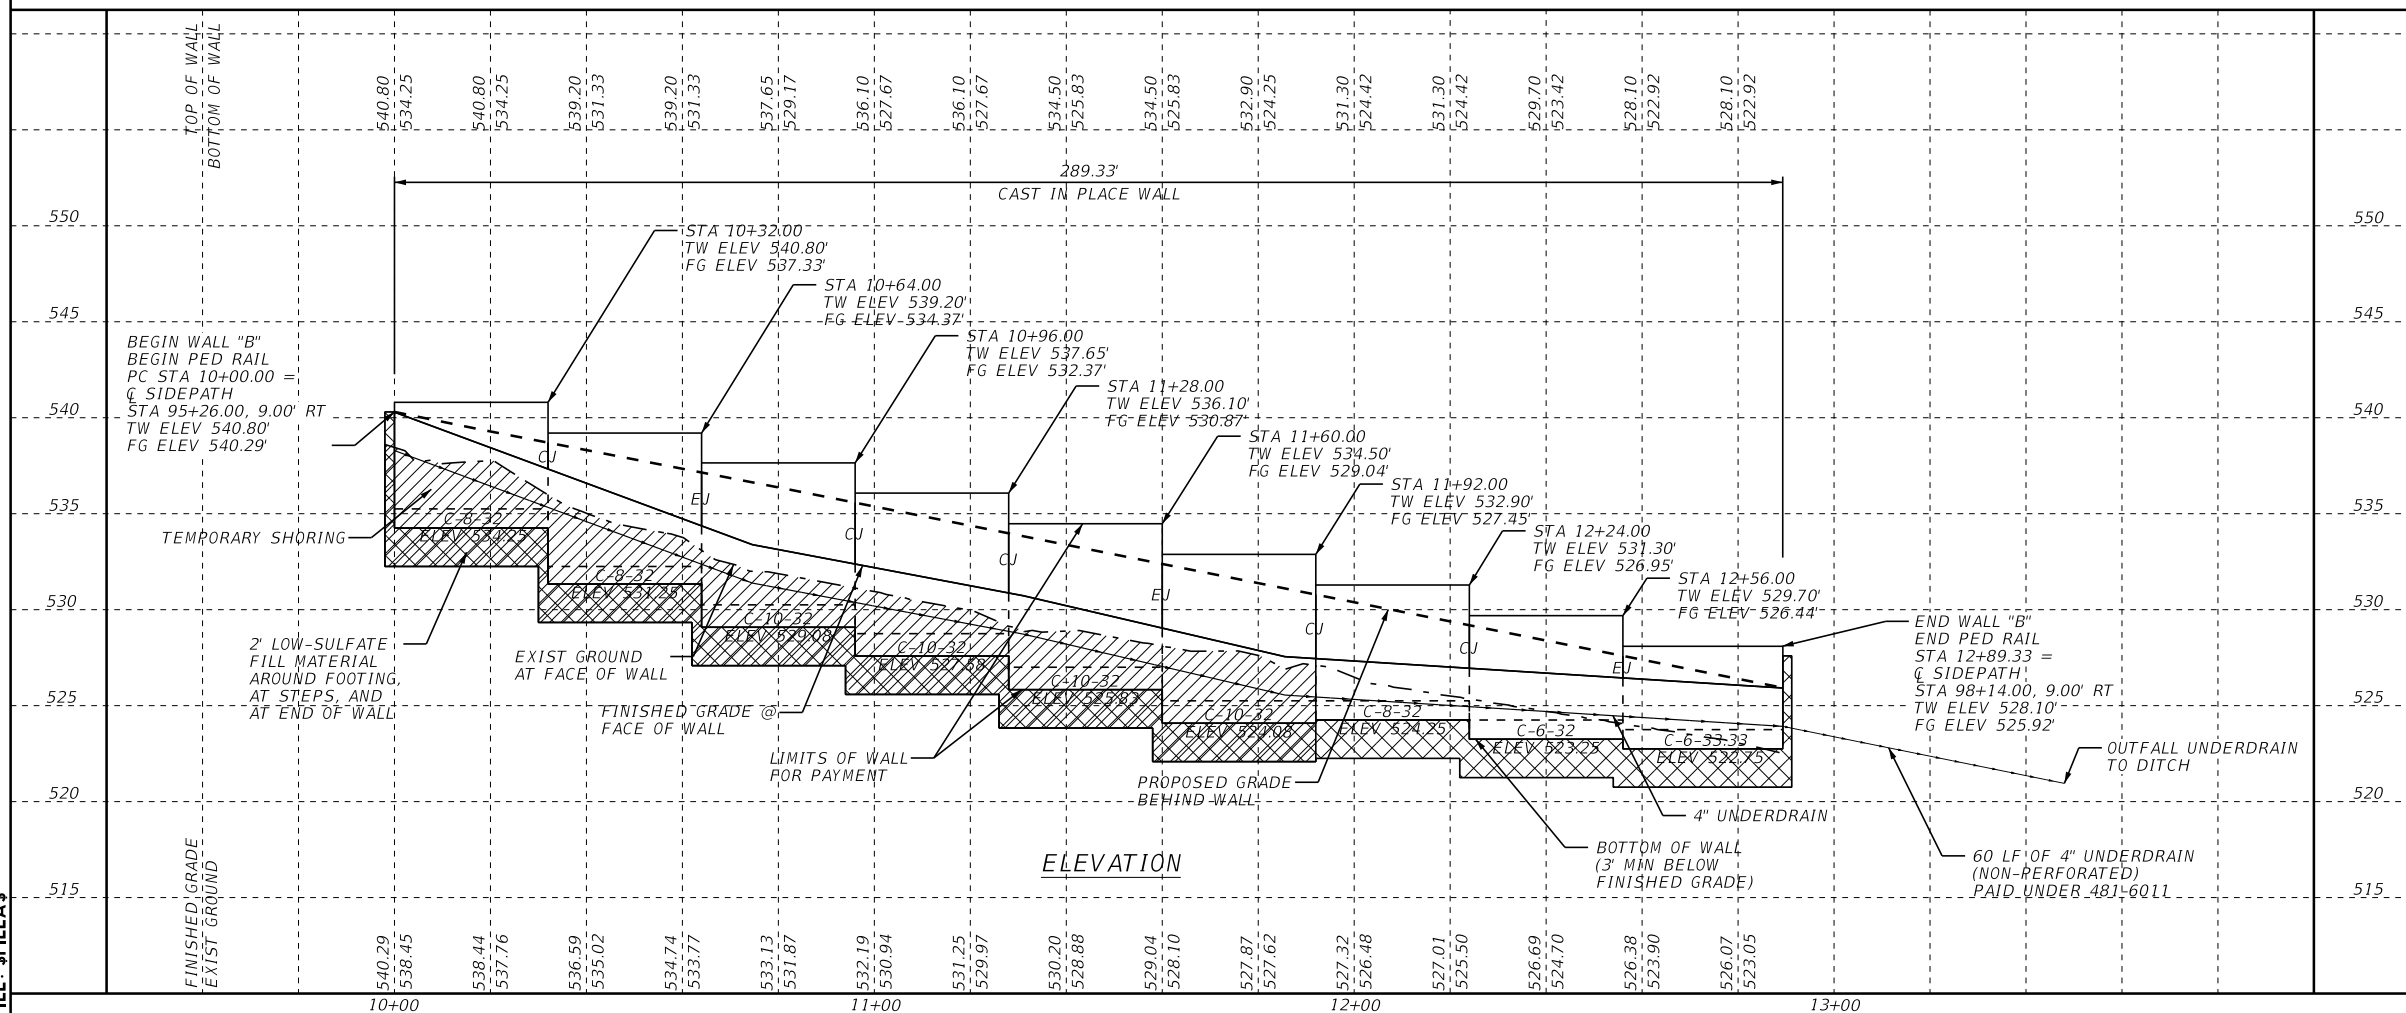 TOP OF WALL
BOTTOM OF WALL
540.80
534.25
540.80
534.25
539.20
531.33
539.20
531.33
537.65
529.17
536.10
527.67
536.10
527.67
534.50
525.83
534.50
525.83
532.90
524.25
531.30
524.42
531.30
524.42
529.70
523.42
528.10
522.92
528.10
522.92
289.33'
CAST IN PLACE WALL
550
545
540
535
530
525
520
515
550
545
540
535
530
525
520
515
STA 10+32.00
TW ELEV 540.80'
FG ELEV 537.33'
STA 10+64.00
TW ELEV 539.20'
FG ELEV 534.37'
STA 10+96.00
TW ELEV 537.65'
FG ELEV 532.37'
STA 11+28.00
TW ELEV 536.10'
FG ELEV 530.87'
STA 11+60.00
TW ELEV 534.50'
FG ELEV 529.04'
STA 11+92.00
TW ELEV 532.90'
FG ELEV 527.45'
STA 12+24.00
TW ELEV 531.30'
FG ELEV 526.95'
STA 12+56.00
TW ELEV 529.70'
FG ELEV 526.44'
BEGIN WALL "B"
BEGIN PED RAIL
PC STA 10+00.00 =
℄ SIDEPATH
STA 95+26.00, 9.00' RT
TW ELEV 540.80'
FG ELEV 540.29'
END WALL "B"
END PED RAIL
STA 12+89.33 =
℄ SIDEPATH
STA 98+14.00, 9.00' RT
TW ELEV 528.10'
FG ELEV 525.92'
CJ
EJ
CJ
CJ
EJ
CJ
CJ
EJ
C-8-32
ELEV 534.25
C-8-32
ELEV 531.25
C-10-32
ELEV 529.08
C-10-32
ELEV 527.58
C-10-32
ELEV 525.83
C-10-32
ELEV 524.08
C-8-32
ELEV 524.25
C-6-32
ELEV 523.25
C-6-33.33
ELEV 522.75
TEMPORARY SHORING
2' LOW-SULFATE
FILL MATERIAL
AROUND FOOTING,
AT STEPS, AND
AT END OF WALL
EXIST GROUND
AT FACE OF WALL
FINISHED GRADE @
FACE OF WALL
LIMITS OF WALL
FOR PAYMENT
PROPOSED GRADE
BEHIND WALL
4" UNDERDRAIN
BOTTOM OF WALL
(3' MIN BELOW
FINISHED GRADE)
OUTFALL UNDERDRAIN
TO DITCH
60 LF OF 4" UNDERDRAIN
(NON-PERFORATED)
PAID UNDER 481-6011
ELEVATION
FINISHED GRADE
EXIST GROUND
540.29
538.45
538.44
537.76
536.59
535.02
534.74
533.77
533.13
531.87
532.19
530.94
531.25
529.97
530.20
528.88
529.04
528.10
527.87
527.62
527.32
526.48
527.01
525.50
526.69
524.70
526.38
523.90
526.07
523.05
10+00
11+00
12+00
13+00